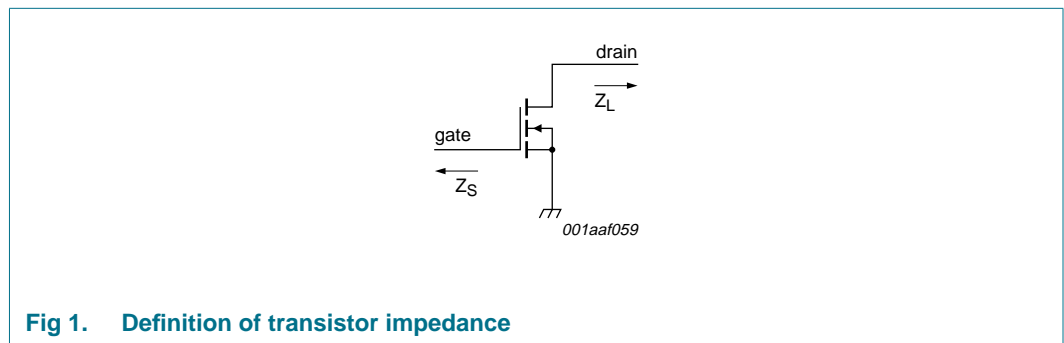 drain
Z_L
gate
Z_S
001aaf059
Fig 1. Definition of transistor impedance